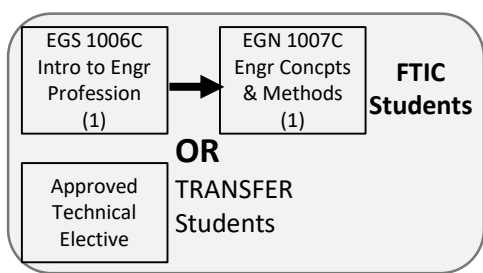 EGS 1006C
Intro to Engr
Profession
(1)
EGN 1007C
Engr Concpts
& Methods
(1)
FTIC
Students
OR
TRANSFER
Students
Approved
Technical
Elective